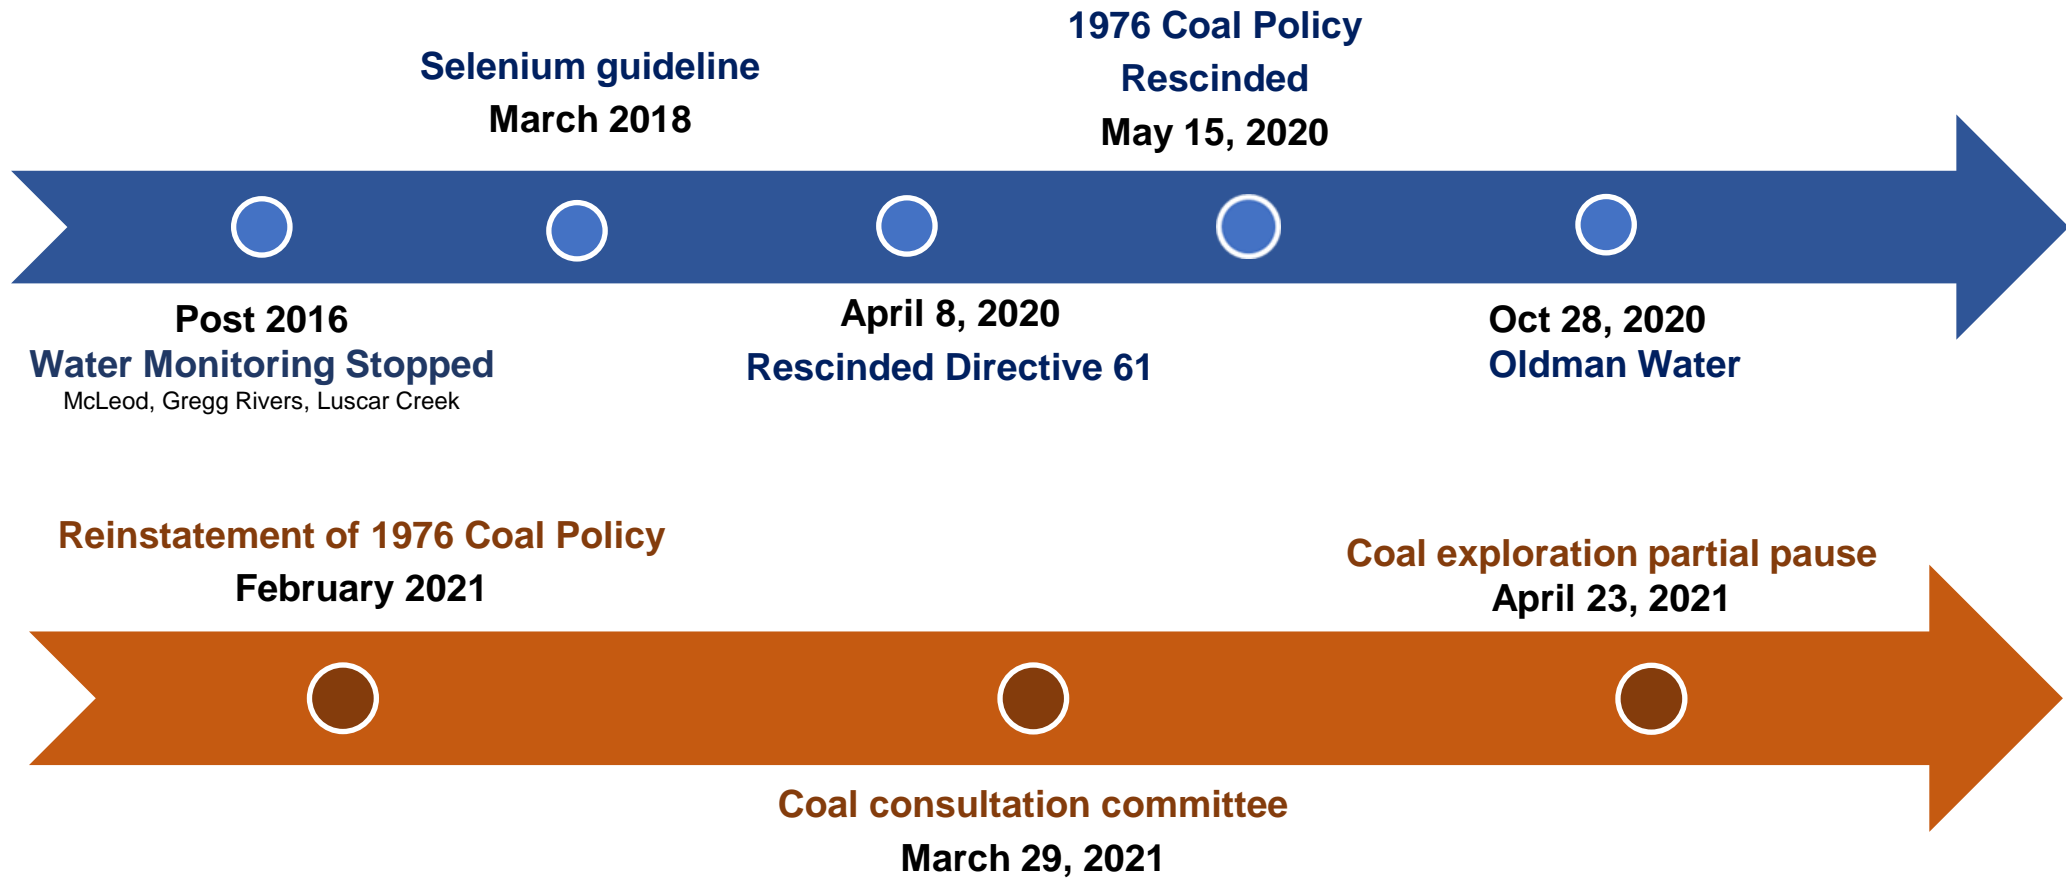 1976 Coal Policy
Rescinded
May 15, 2020
Selenium guideline
March 2018
Post 2016
Water Monitoring Stopped
McLeod, Gregg Rivers, Luscar Creek
April 8, 2020
Rescinded Directive 61
Oct 28, 2020
Oldman Water
Reinstatement of 1976 Coal Policy
February 2021
Coal exploration partial pause
April 23, 2021
Coal consultation committee
March 29, 2021